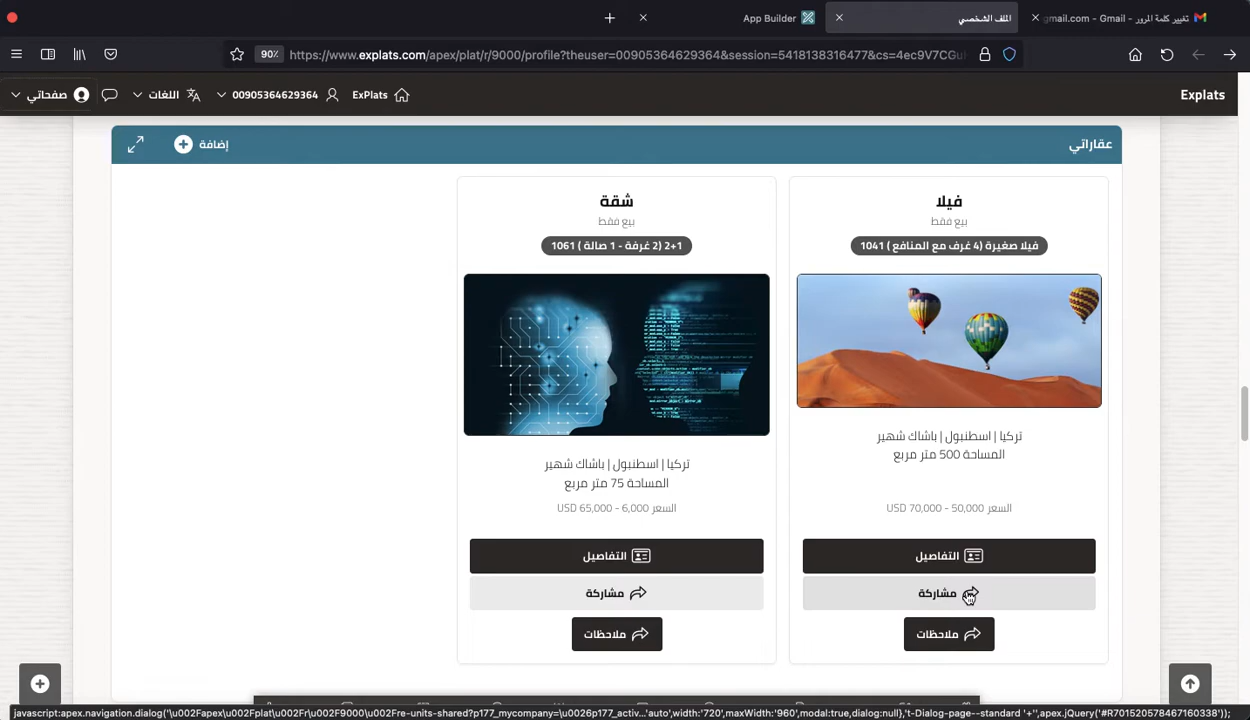 تغيير كلمة المرور - gmail.com - Gmail
الملف الشخصسي
App Builder
90%
https://www.explats.com/apex/plat/r/9000/profile?theuser=00905364629364&session=5418138316477&cs=4ec9V7CGu
Explats
ExPlats
00905364629364
اللغات
صفحاتي
عقاراتي
إضافة
فيلا
بيع فقط
فيلا صغيرة (4 غرف مع المنافع ) 1041
تركيا | اسطنبول | باشاك شهير
المساحة 500 متر مربع
السعر 50,000 - 70,000 USD
التفاصيل
مشاركة
ملاحظات
شقة
بيع فقط
2+1 (2 غرفة - 1 صالة ) 1061
تركيا | اسطنبول | باشاك شهير
المساحة 75 متر مربع
السعر 6,000 - 65,000 USD
التفاصيل
مشاركة
ملاحظات
javascript:apex.navigation.dialog('\u002Fapex\u002Fplat\u002Fr\u002F9000\u002Fre-units-shared?p177_mycompany=\u0026p177_activ...'auto',width:'720',maxWidth:'960',modal:true,dialog:null},'t-Dialog-page--standard '+'',apex.jQuery('#R701520578467160338'));